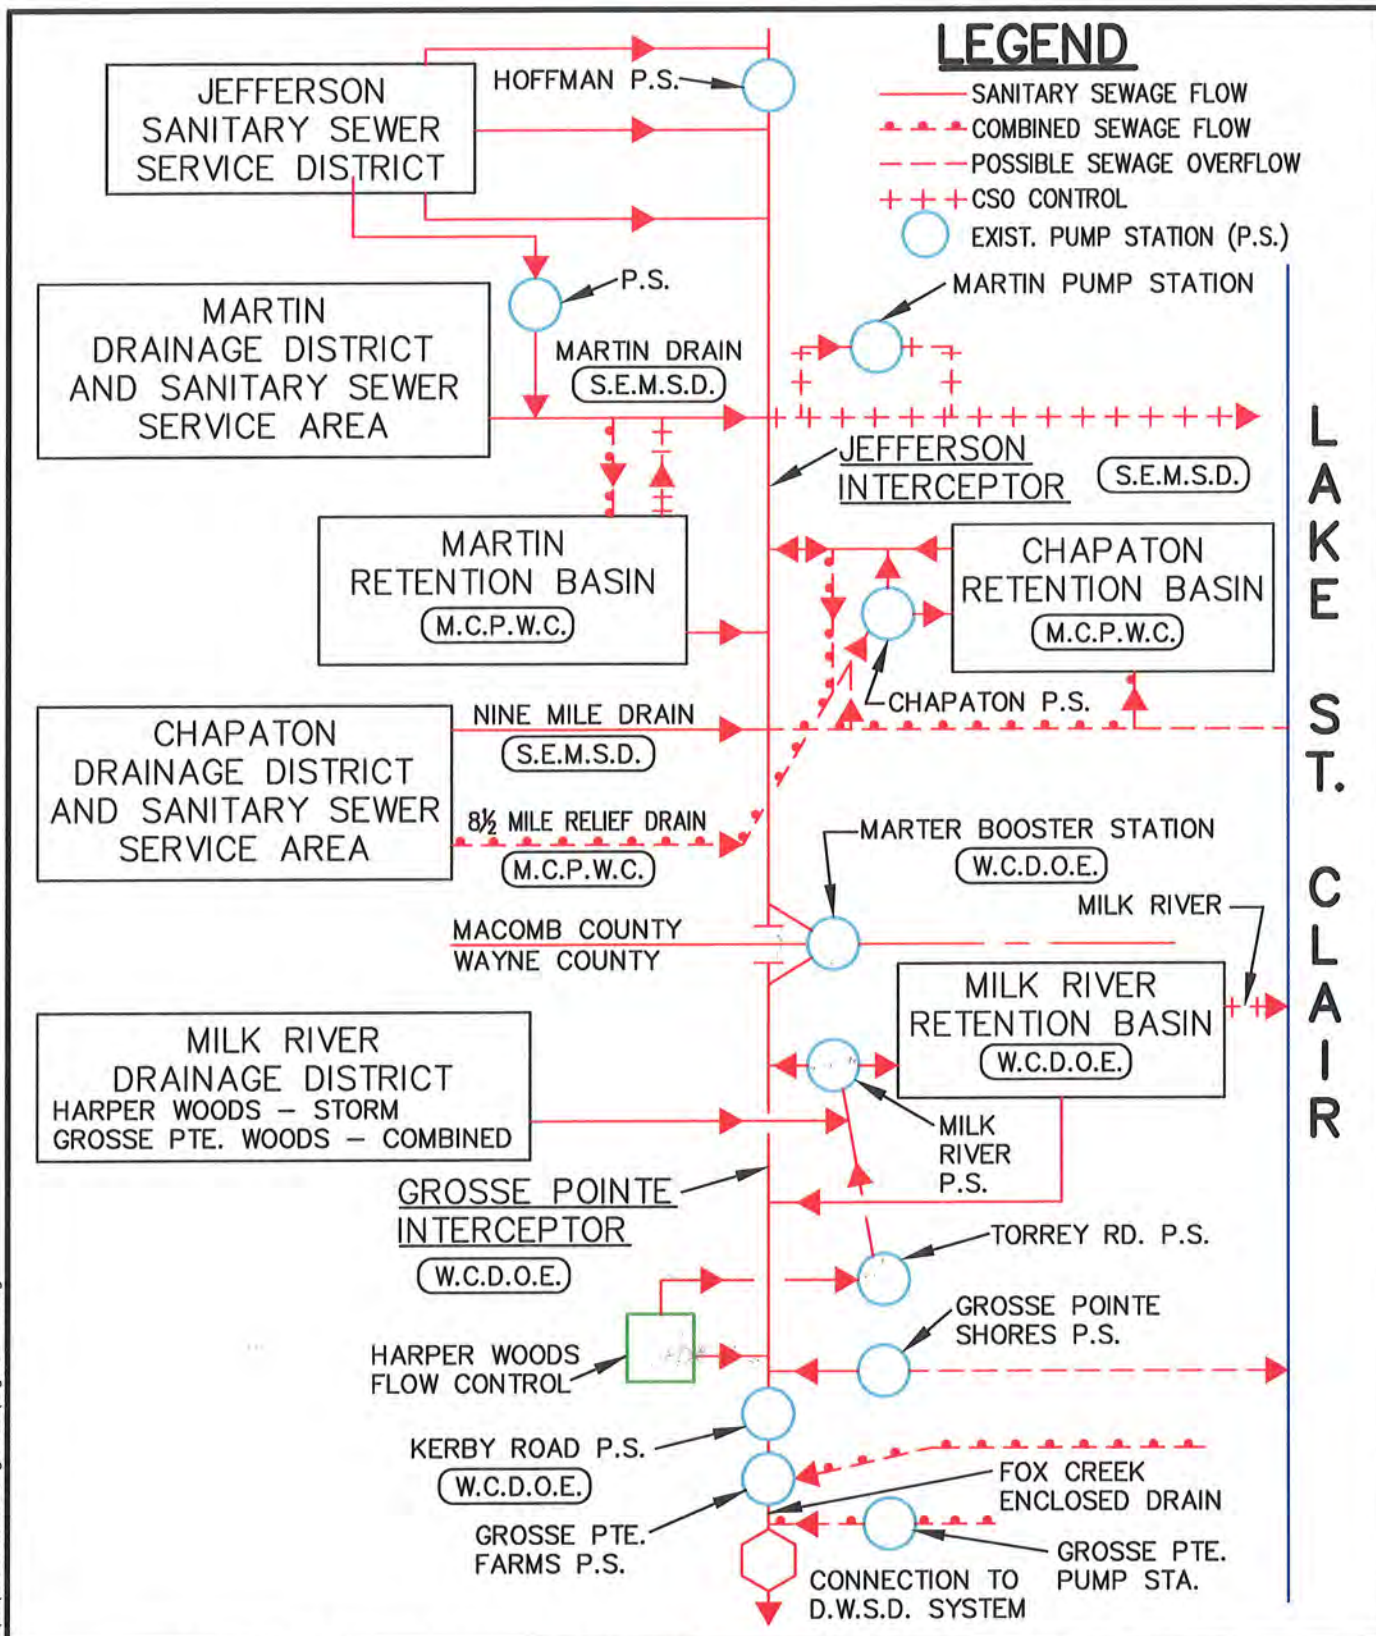 LEGEND
SANITARY SEWAGE FLOW
COMBINED SEWAGE FLOW
POSSIBLE SEWAGE OVERFLOW
CSO CONTROL
EXIST. PUMP STATION (P.S.)
JEFFERSON
SANITARY SEWER
SERVICE DISTRICT
HOFFMAN P.S.
P.S.
MARTIN PUMP STATION
MARTIN
DRAINAGE DISTRICT
AND SANITARY SEWER
SERVICE AREA
MARTIN DRAIN
S.E.M.S.D.
JEFFERSON
INTERCEPTOR
S.E.M.S.D.
LAKE ST. CLAIR
MARTIN
RETENTION BASIN
M.C.P.W.C.
CHAPATON
RETENTION BASIN
M.C.P.W.C.
CHAPATON P.S.
CHAPATON
DRAINAGE DISTRICT
AND SANITARY SEWER
SERVICE AREA
NINE MILE DRAIN
S.E.M.S.D.
8½ MILE RELIEF DRAIN
M.C.P.W.C.
MARTER BOOSTER STATION
W.C.D.O.E.
MILK RIVER
MACOMB COUNTY
WAYNE COUNTY
MILK RIVER
RETENTION BASIN
W.C.D.O.E.
MILK RIVER
DRAINAGE DISTRICT
HARPER WOODS – STORM
GROSSE PTE. WOODS – COMBINED
MILK
RIVER
P.S.
GROSSE POINTE
INTERCEPTOR
W.C.D.O.E.
TORREY RD. P.S.
GROSSE POINTE
SHORES P.S.
HARPER WOODS
FLOW CONTROL
KERBY ROAD P.S.
W.C.D.O.E.
FOX CREEK
ENCLOSED DRAIN
GROSSE PTE.
FARMS P.S.
GROSSE PTE.
PUMP STA.
CONNECTION TO
D.W.S.D. SYSTEM